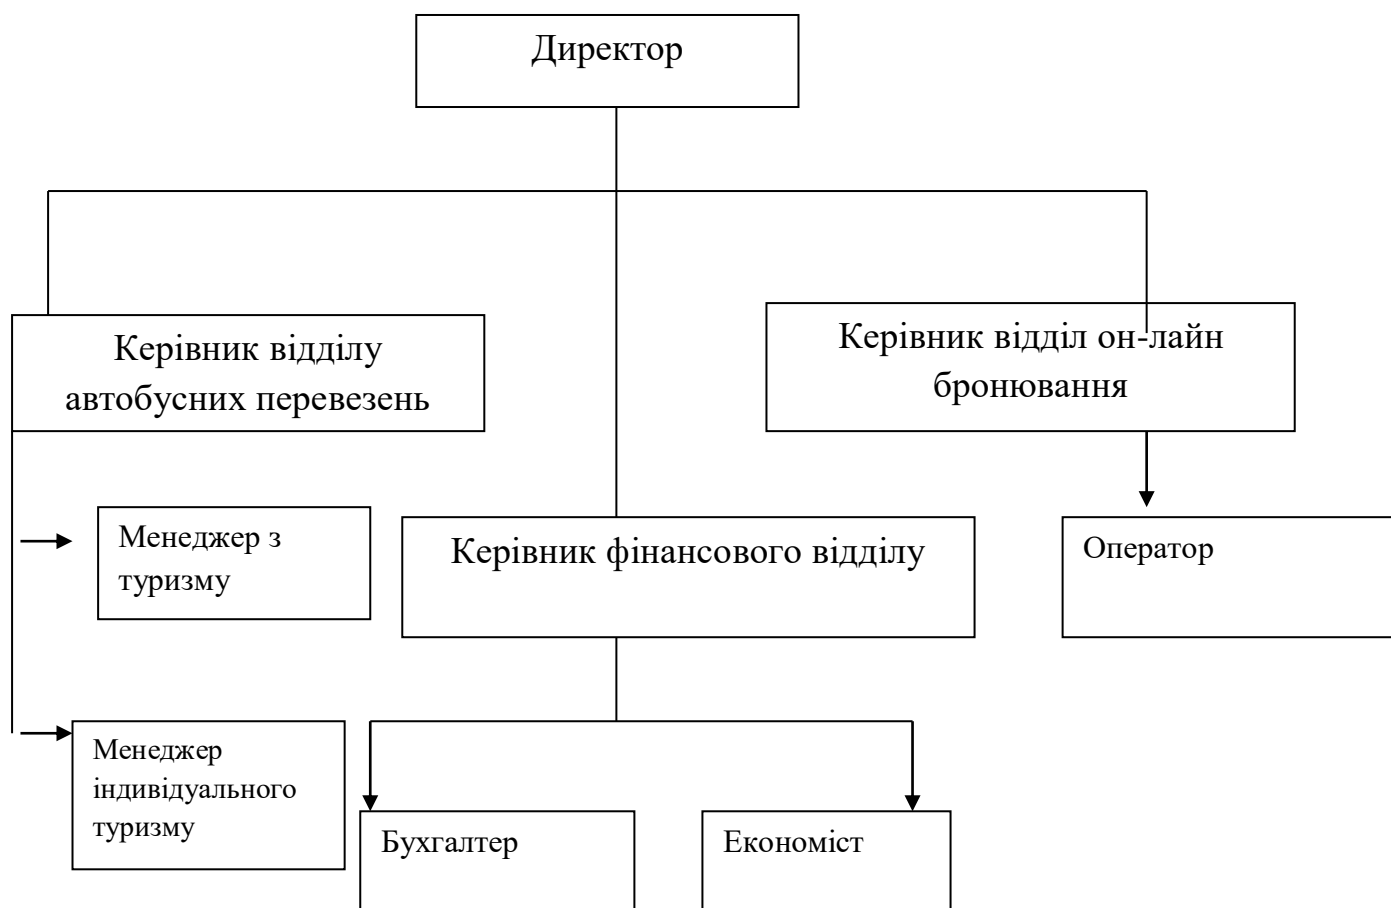 Директор
Керівник відділу
автобусних перевезень
Керівник відділ он-лайн
бронювання
Менеджер з
туризму
Керівник фінансового відділу
Оператор
Менеджер
індивідуального
туризму
Бухгалтер
Економіст